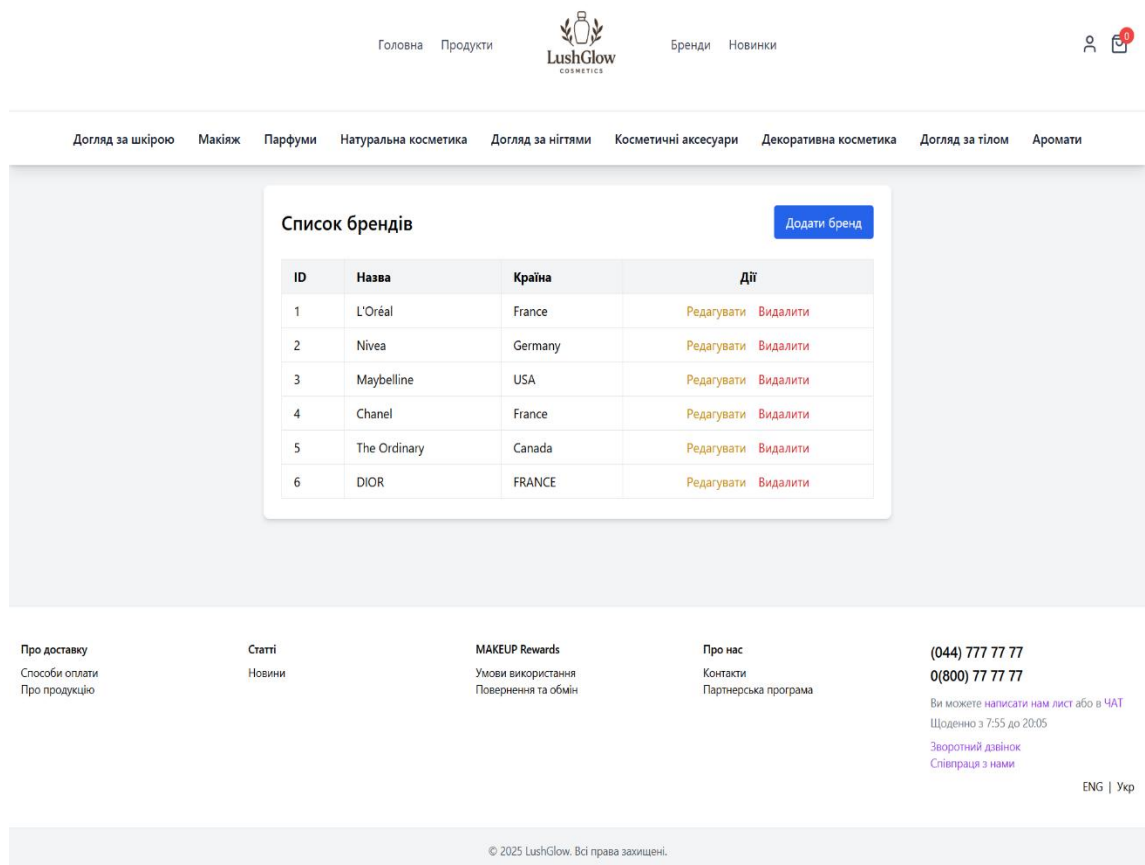 Головна Продукти
LushGlow
COSMETICS
Бренди Новинки
0
Догляд за шкірою Макіяж Парфуми Натуральна косметика Догляд за нігтями Косметичні аксесуари Декоративна косметика Догляд за тілом Аромати
Список брендів
Додати бренд
ID Назва Країна Дії
1 L'Oréal France Редагувати Видалити
2 Nivea Germany Редагувати Видалити
3 Maybelline USA Редагувати Видалити
4 Chanel France Редагувати Видалити
5 The Ordinary Canada Редагувати Видалити
6 DIOR FRANCE Редагувати Видалити
Про доставку
Способи оплати
Про продукцію
Статті
Новини
MAKEUP Rewards
Умови використання
Повернення та обмін
Про нас
Контакти
Партнерська програма
(044) 777 77 77
0(800) 77 77 77
Ви можете написати нам лист або в ЧАТ
Щоденно з 7:55 до 20:05
Зворотний дзвінок
Співпраця з нами
ENG | Укр
© 2025 LushGlow. Всі права захищені.